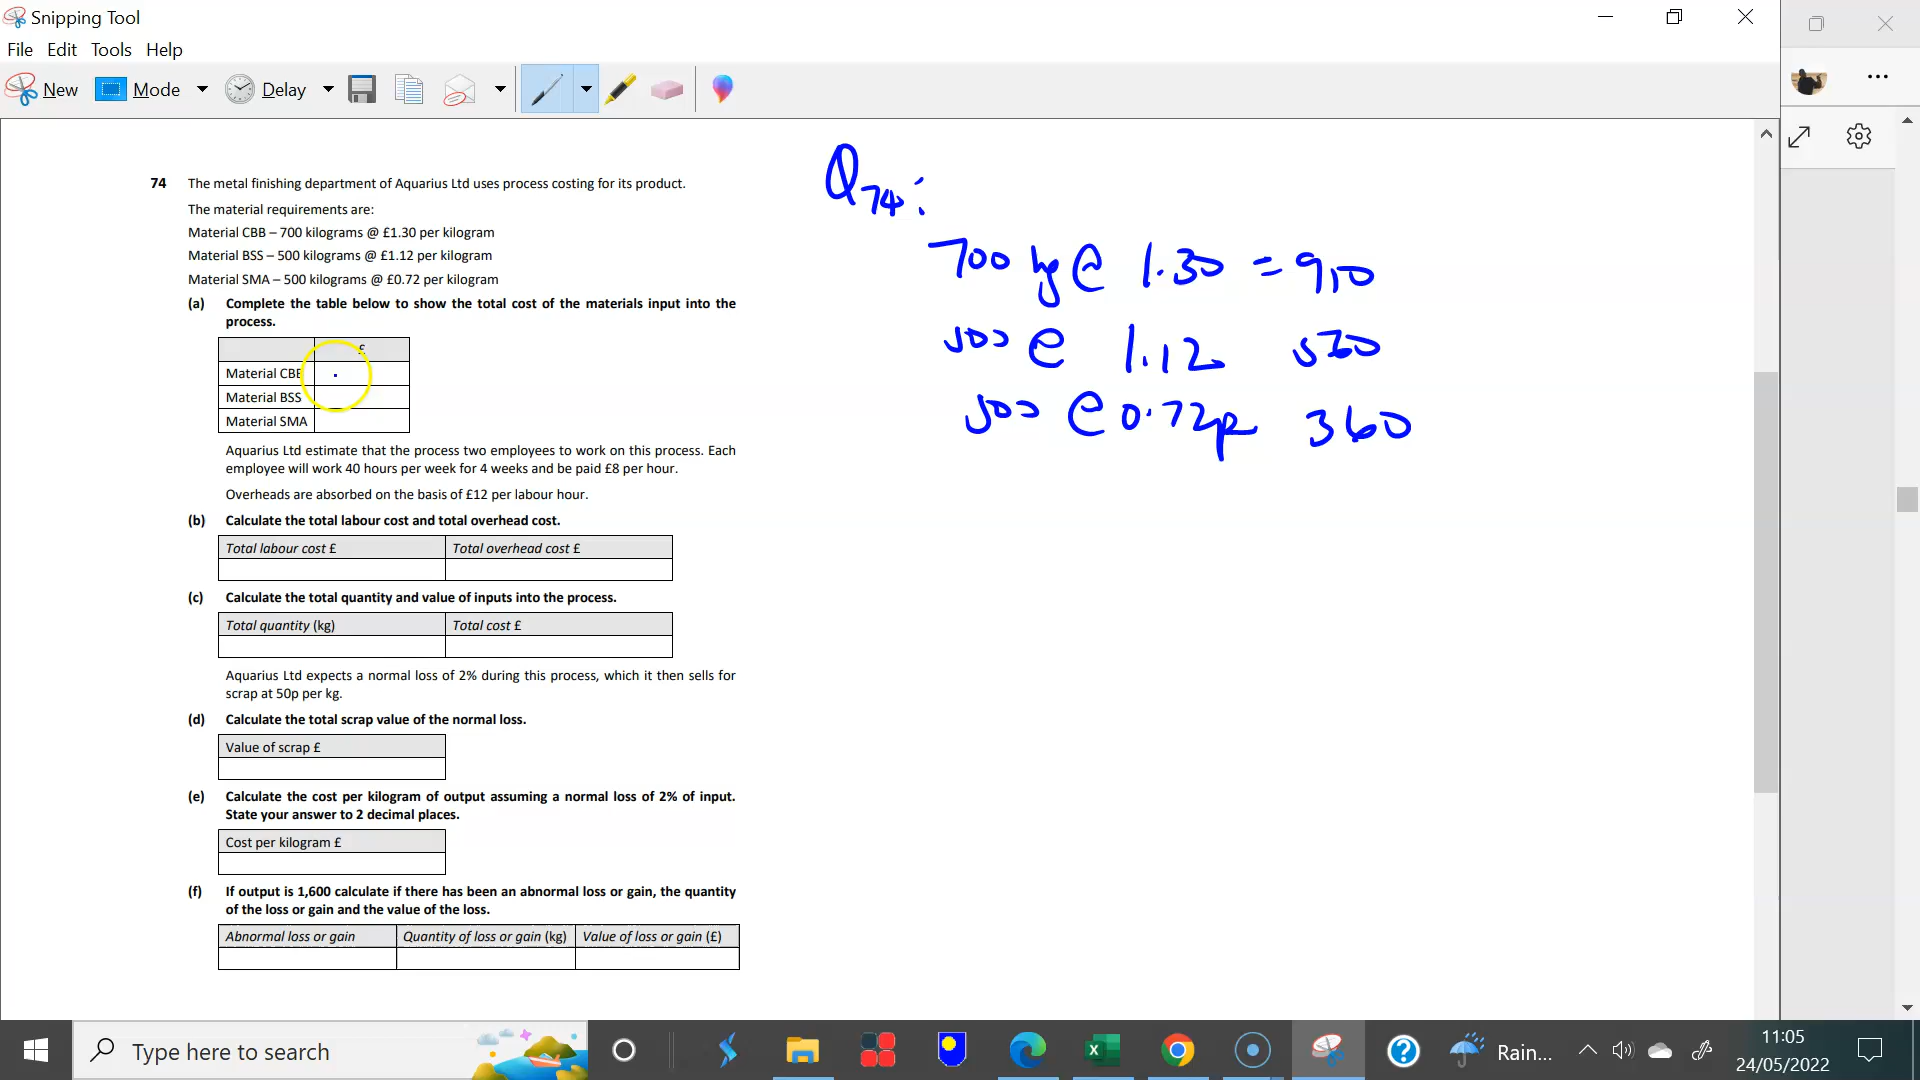 Snipping Tool
File Edit Tools Help
New Mode Delay
74 The metal finishing department of Aquarius Ltd uses process costing for its product.
The material requirements are:
Material CBB – 700 kilograms @ £1.30 per kilogram
Material BSS – 500 kilograms @ £1.12 per kilogram
Material SMA – 500 kilograms @ £0.72 per kilogram
(a) Complete the table below to show the total cost of the materials input into the
process.
£
Material CBB
Material BSS
Material SMA
Aquarius Ltd estimate that the process two employees to work on this process. Each
employee will work 40 hours per week for 4 weeks and be paid £8 per hour.
Overheads are absorbed on the basis of £12 per labour hour.
(b) Calculate the total labour cost and total overhead cost.
Total labour cost £ Total overhead cost £
(c) Calculate the total quantity and value of inputs into the process.
Total quantity (kg) Total cost £
Aquarius Ltd expects a normal loss of 2% during this process, which it then sells for
scrap at 50p per kg.
(d) Calculate the total scrap value of the normal loss.
Value of scrap £
(e) Calculate the cost per kilogram of output assuming a normal loss of 2% of input.
State your answer to 2 decimal places.
Cost per kilogram £
(f) If output is 1,600 calculate if there has been an abnormal loss or gain, the quantity
of the loss or gain and the value of the loss.
Abnormal loss or gain Quantity of loss or gain (kg) Value of loss or gain (£)
Q74:
700 kg @ 1.30 = 910
500 @ 1.12 560
500 @ 0.72p 360
Type here to search
Rain...
11:05
24/05/2022